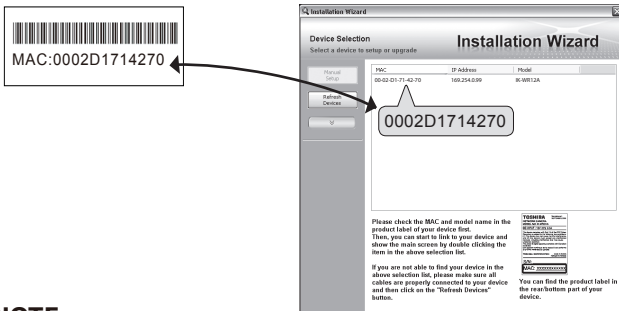 MAC:0002D1714270
Installation Wizard
Device Selection
Select a device to setup or upgrade
Installation Wizard
Manual
Setup
Refresh
Devices
MAC IP Address Model
00-02-D1-71-42-70 169.254.0.99 IK-WR12A
0002D1714270
Please check the MAC and model name in the
product label of your device first.
Then, you can start to link to your device and
show the main screen by double clicking the
item in the above selection list.
If you are not able to find your device in the
above selection list, please make sure all
cables are properly connected to your device
and then click on the "Refresh Devices"
button.
TOSHIBA
S/N:
MAC: XXXXXXXXXXXX
You can find the product label in
the rear/bottom part of your
device.